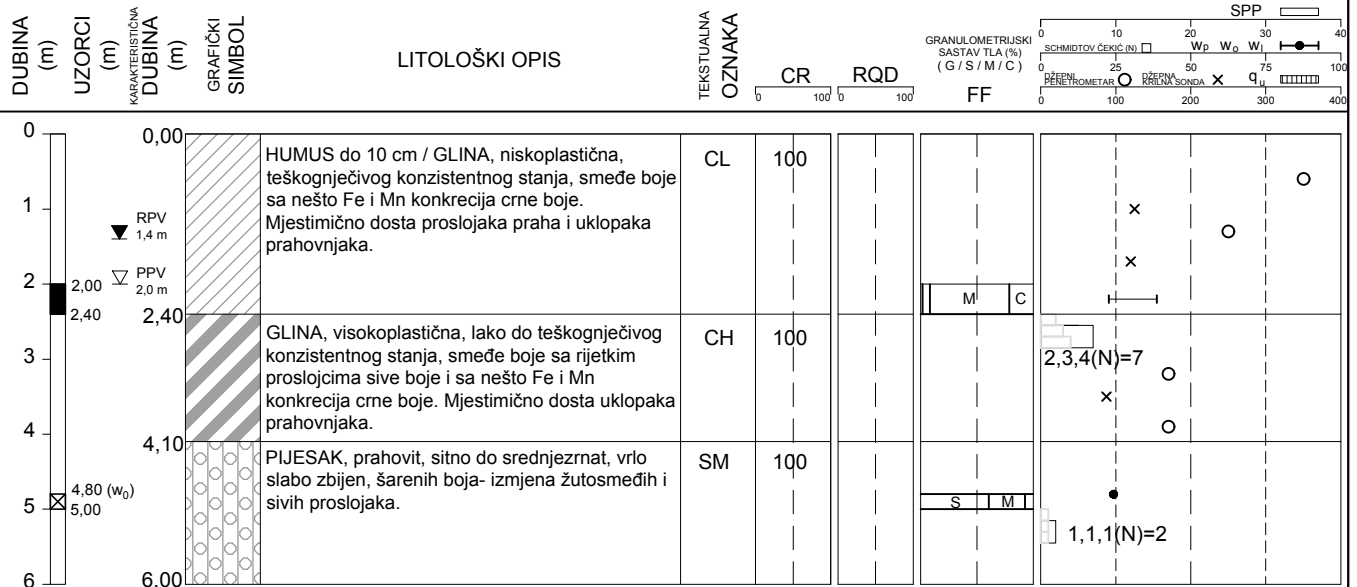 DUBINA
(m)
UZORCI
(m)
KARAKTERISTIČNA
DUBINA
(m)
GRAFIČKI
SIMBOL
LITOLOŠKI OPIS
TEKSTUALNA
OZNAKA
CR
0 100
RQD
0 100
GRANULOMETRIJSKI
SASTAV TLA (%)
( G / S / M / C )
FF
SPP
0 10 20 30 40
SCHMIDTOV ČEKIĆ (N) wp wo wl
0 25 50 75 100
DŽEPNI
PENETROMETAR
DŽEPNA
KRILNA SONDA
qu
0 100 200 300 400
0
1
2
3
4
5
6
2,00
2,40
4,80 (w0)
5,00
RPV
1,4 m
PPV
2,0 m
0,00
2,40
4,10
6,00
HUMUS do 10 cm / GLINA, niskoplastična,
teškognječivog konzistentnog stanja, smeđe boje
sa nešto Fe i Mn konkrecija crne boje.
Mjestimično dosta proslojaka praha i uklopaka
prahovnjaka.
CL
100
M C
GLINA, visokoplastična, lako do teškognječivog
konzistentnog stanja, smeđe boje sa rijetkim
proslojcima sive boje i sa nešto Fe i Mn
konkrecija crne boje. Mjestimično dosta uklopaka
prahovnjaka.
CH
100
2,3,4(N)=7
PIJESAK, prahovit, sitno do srednjezrnat, vrlo
slabo zbijen, šarenih boja- izmjena žutosmeđih i
sivih proslojaka.
SM
100
S M
1,1,1(N)=2